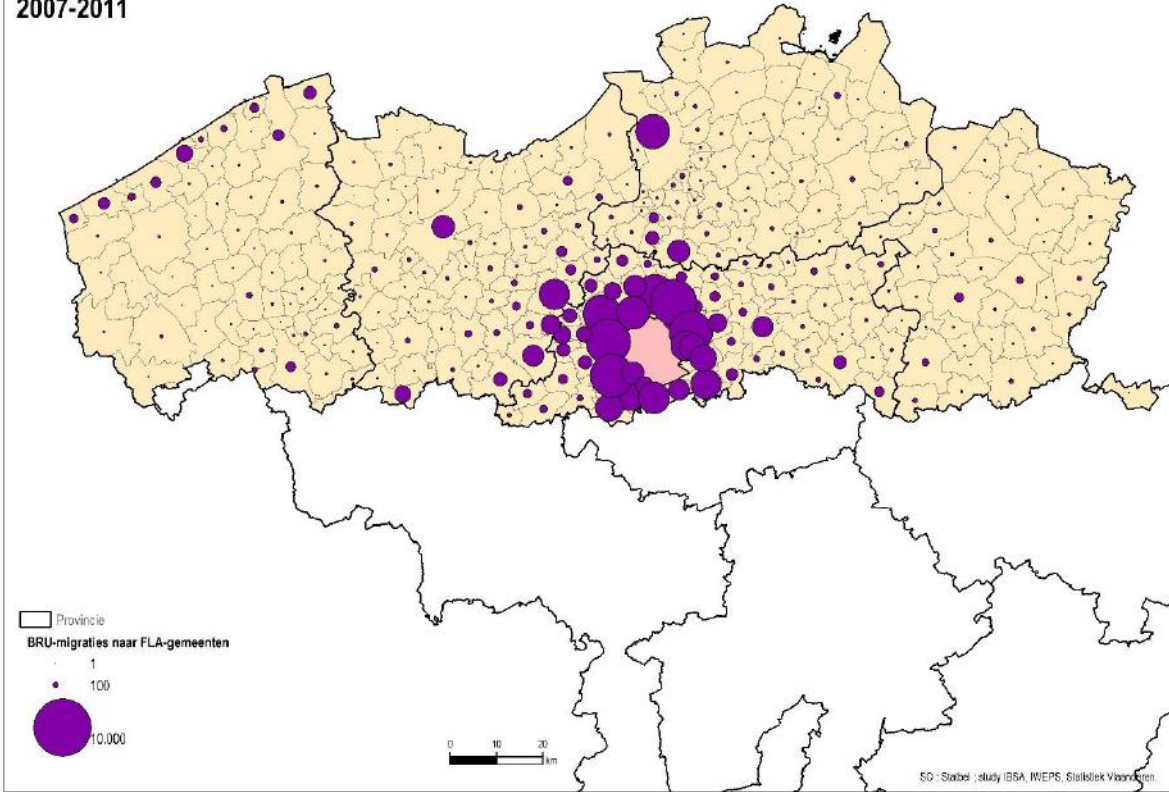 2007-2011
Provincie
BRU-migraties naar FLA-gemeenten
1
100
10.000
0 10 20
km
SO : Statbel ; study IBSA, IWEPS, Statistiek Vlaanderen